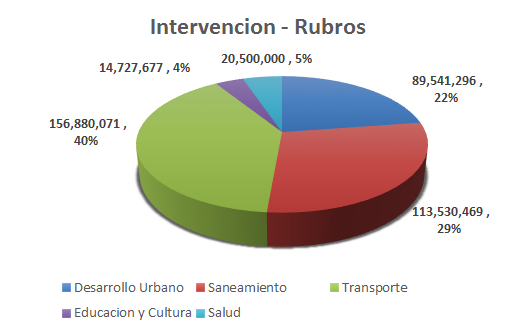 Intervencion - Rubros
20,500,000 , 5%
14,727,677 , 4%
89,541,296 ,
22%
156,880,071 ,
40%
113,530,469 ,
29%
Desarrollo Urbano
Saneamiento
Transporte
Educacion y Cultura
Salud